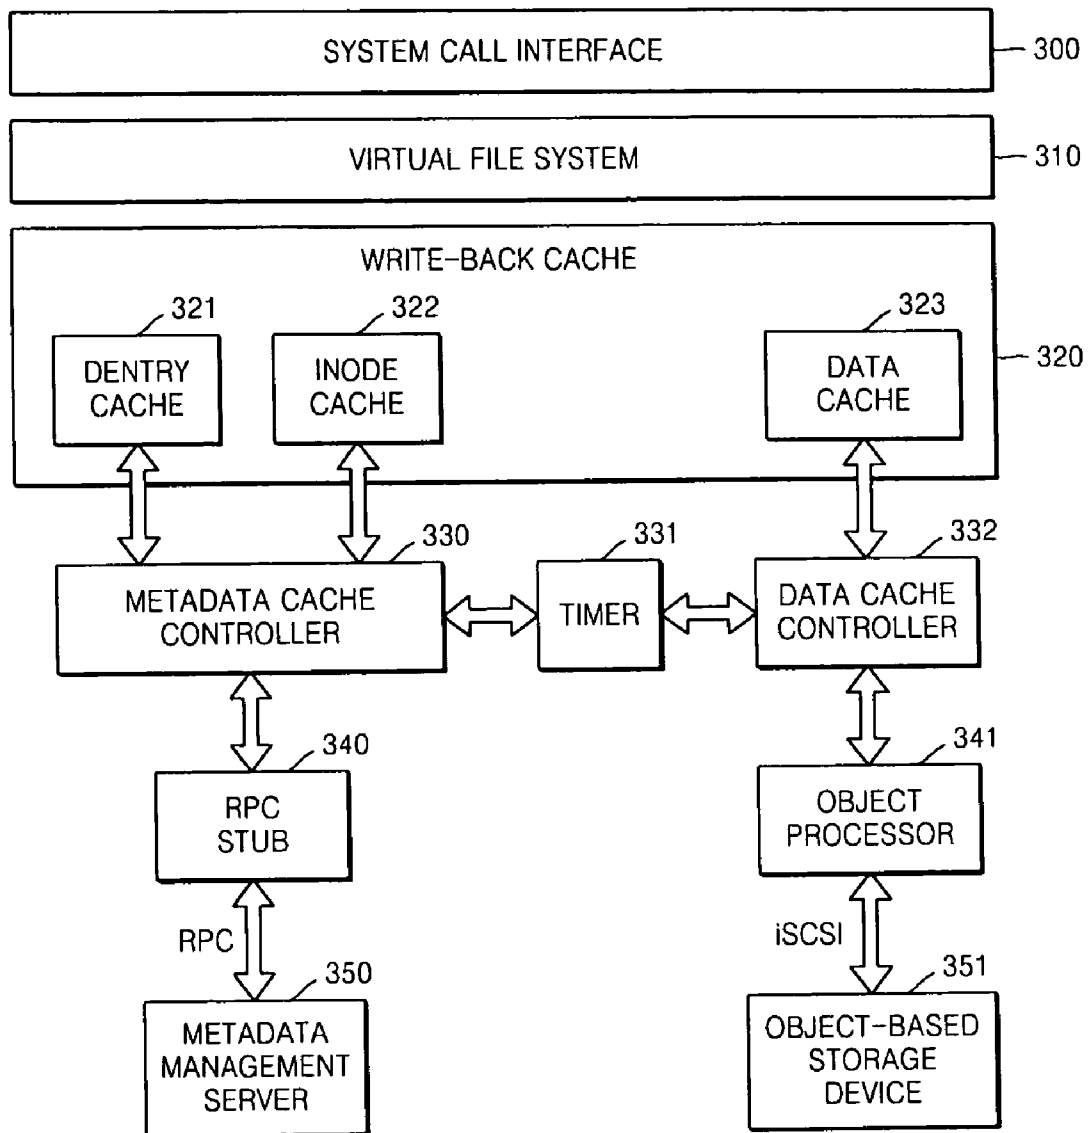 SYSTEM CALL INTERFACE
300
VIRTUAL FILE SYSTEM
310
WRITE-BACK CACHE
320
321
DENTRY
CACHE
322
INODE
CACHE
323
DATA
CACHE
330
METADATA CACHE
CONTROLLER
331
TIMER
332
DATA CACHE
CONTROLLER
340
RPC
STUB
341
OBJECT
PROCESSOR
RPC
iSCSI
350
METADATA
MANAGEMENT
SERVER
351
OBJECT-BASED
STORAGE
DEVICE